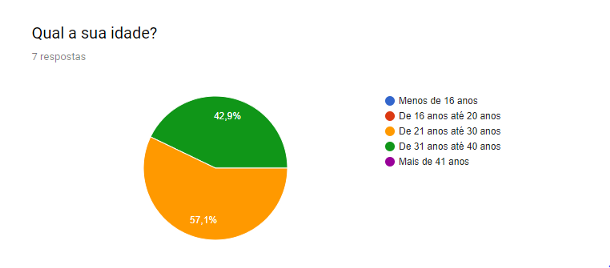 Qual a sua idade?
7 respostas
42,9%
57,1%
Menos de 16 anos
De 16 anos até 20 anos
De 21 anos até 30 anos
De 31 anos até 40 anos
Mais de 41 anos